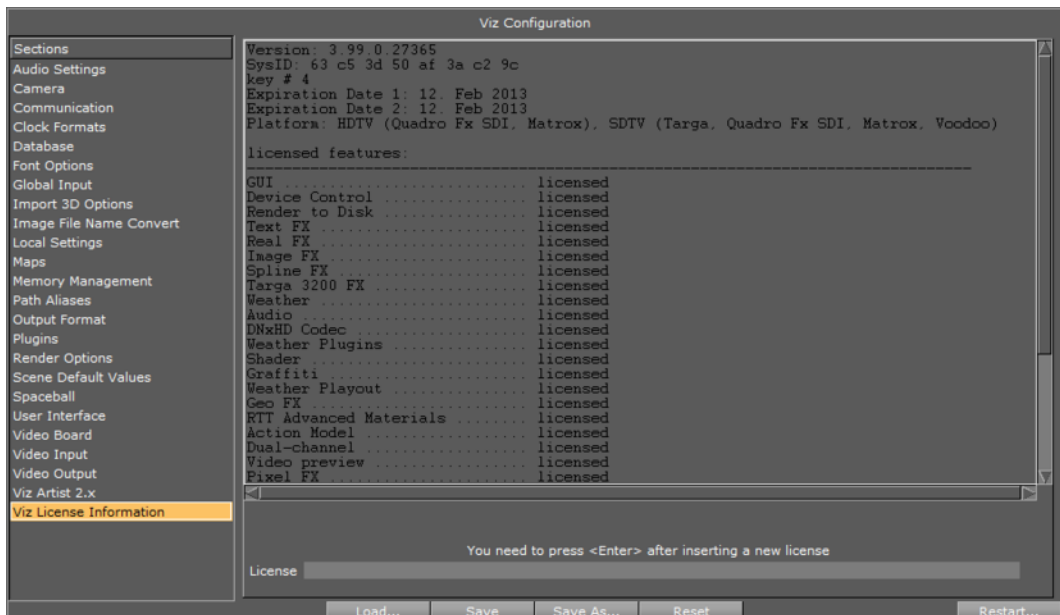 Viz Configuration
Sections
Audio Settings
Camera
Communication
Clock Formats
Database
Font Options
Global Input
Import 3D Options
Image File Name Convert
Local Settings
Maps
Memory Management
Path Aliases
Output Format
Plugins
Render Options
Scene Default Values
Spaceball
User Interface
Video Board
Video Input
Video Output
Viz Artist 2.x
Viz License Information
Version: 3.99.0.27365
SysID: 63 c5 3d 50 af 3a c2 9c
key # 4
Expiration Date 1: 12. Feb 2013
Expiration Date 2: 12. Feb 2013
Platform: HDTV (Quadro Fx SDI, Matrox), SDTV (Targa, Quadro Fx SDI, Matrox, Voodoo)
licensed features:
GUI ........................... licensed
Device Control ................ licensed
Render to Disk ................ licensed
Text FX ....................... licensed
Real FX ....................... licensed
Image FX ...................... licensed
Spline FX ..................... licensed
Targa 3200 FX ................. licensed
Weather ....................... licensed
Audio ......................... licensed
DNxHD Codec ................... licensed
Weather Plugins ............... licensed
Shader ........................ licensed
Graffiti ...................... licensed
Weather Playout ............... licensed
Geo FX ........................ licensed
RTT Advanced Materials ........ licensed
Action Model .................. licensed
Dual-channel .................. licensed
Video preview ................. licensed
Pixel FX ...................... licensed
You need to press <Enter> after inserting a new license
License
Load... Save Save As... Reset Restart...